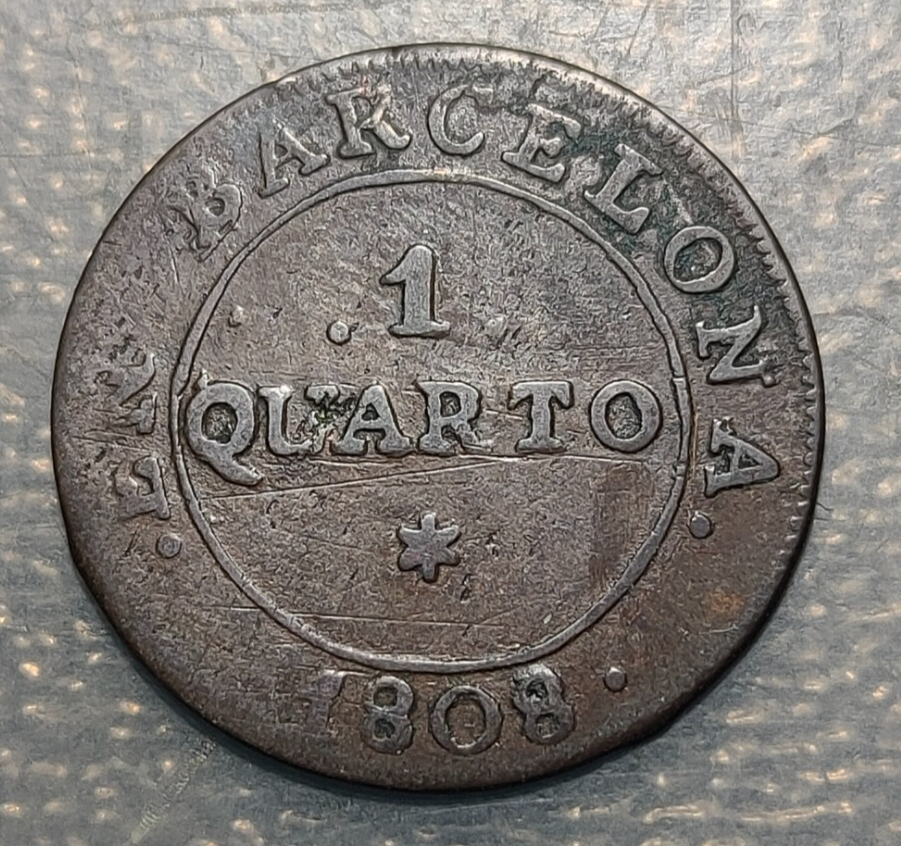 EN BARCELONA
1
QUARTO
1808